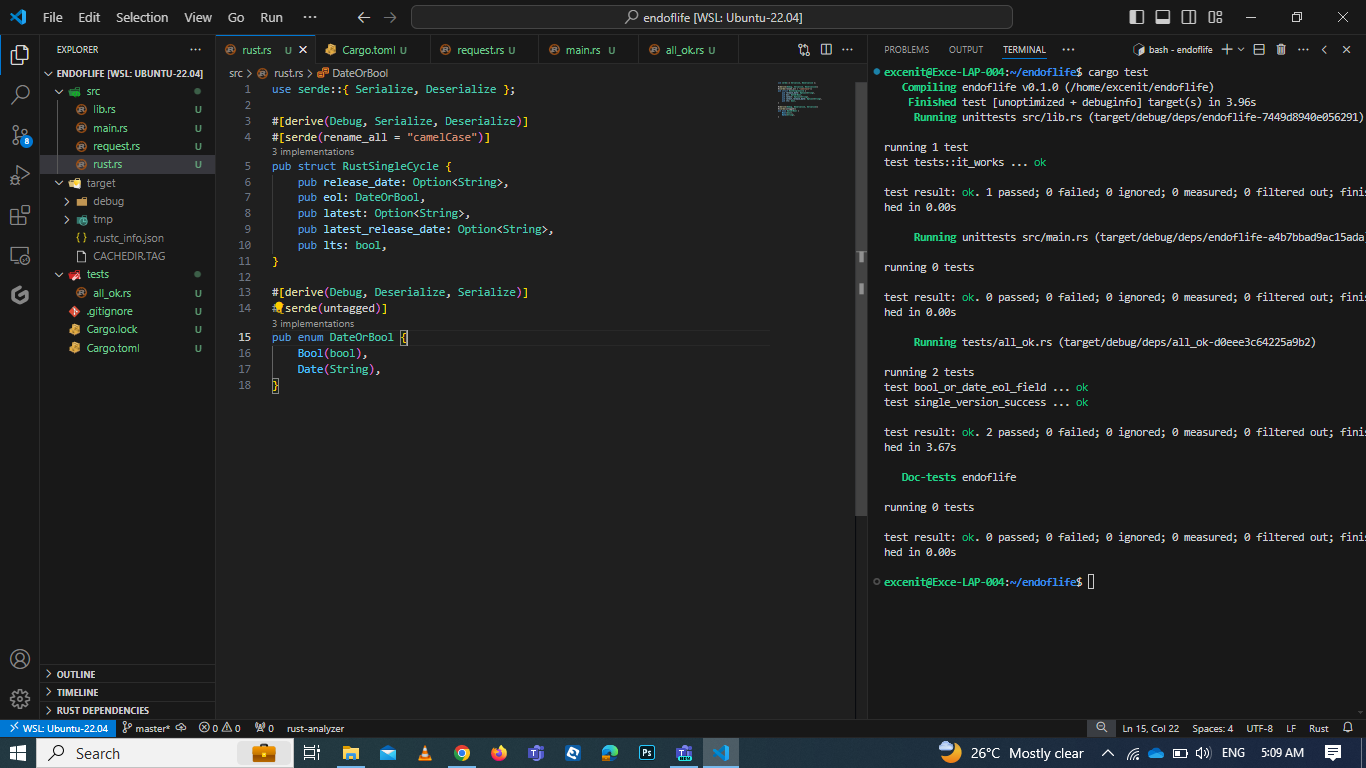 File Edit Selection View Go Run ··· endoflife [WSL: Ubuntu-22.04]
EXPLORER ···
ENDOFLIFE [WSL: UBUNTU-22.04]
src
lib.rs U
main.rs U
request.rs U
rust.rs U
target
debug
tmp
.rustc_info.json
CACHEDIR.TAG
tests
all_ok.rs U
.gitignore U
Cargo.lock U
Cargo.toml U
OUTLINE
TIMELINE
RUST DEPENDENCIES
8
rust.rs U Cargo.toml U request.rs U main.rs U all_ok.rs U
src > rust.rs > DateOrBool
1 use serde::{ Serialize, Deserialize };
2
3 #[derive(Debug, Serialize, Deserialize)]
4 #[serde(rename_all = "camelCase")]
3 implementations
5 pub struct RustSingleCycle {
6 pub release_date: Option<String>,
7 pub eol: DateOrBool,
8 pub latest: Option<String>,
9 pub latest_release_date: Option<String>,
10 pub lts: bool,
11 }
12
13 #[derive(Debug, Deserialize, Serialize)]
14 #[serde(untagged)]
3 implementations
15 pub enum DateOrBool {
16 Bool(bool),
17 Date(String),
18 }
PROBLEMS OUTPUT TERMINAL ··· bash - endoflife
excenit@Exce-LAP-004:~/endoflife$ cargo test
Compiling endoflife v0.1.0 (/home/excenit/endoflife)
Finished test [unoptimized + debuginfo] target(s) in 3.96s
Running unittests src/lib.rs (target/debug/deps/endoflife-7449d8940e056291)
running 1 test
test tests::it_works ... ok
test result: ok. 1 passed; 0 failed; 0 ignored; 0 measured; 0 filtered out; finis
hed in 0.00s
Running unittests src/main.rs (target/debug/deps/endoflife-a4b7bbad9ac15ada
running 0 tests
test result: ok. 0 passed; 0 failed; 0 ignored; 0 measured; 0 filtered out; finis
hed in 0.00s
Running tests/all_ok.rs (target/debug/deps/all_ok-d0eee3c64225a9b2)
running 2 tests
test bool_or_date_eol_field ... ok
test single_version_success ... ok
test result: ok. 2 passed; 0 failed; 0 ignored; 0 measured; 0 filtered out; finis
hed in 3.67s
Doc-tests endoflife
running 0 tests
test result: ok. 0 passed; 0 failed; 0 ignored; 0 measured; 0 filtered out; finis
hed in 0.00s
excenit@Exce-LAP-004:~/endoflife$
WSL: Ubuntu-22.04 master* 0 0 0 rust-analyzer Ln 15, Col 22 Spaces: 4 UTF-8 LF Rust
Search 26°C Mostly clear ENG 5:09 AM